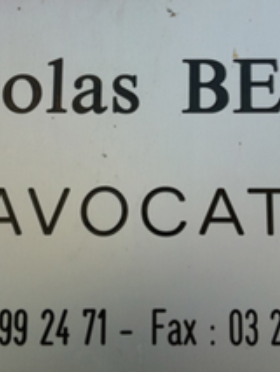 olas BE
AVOCAT
99 24 71 - Fax : 03 2